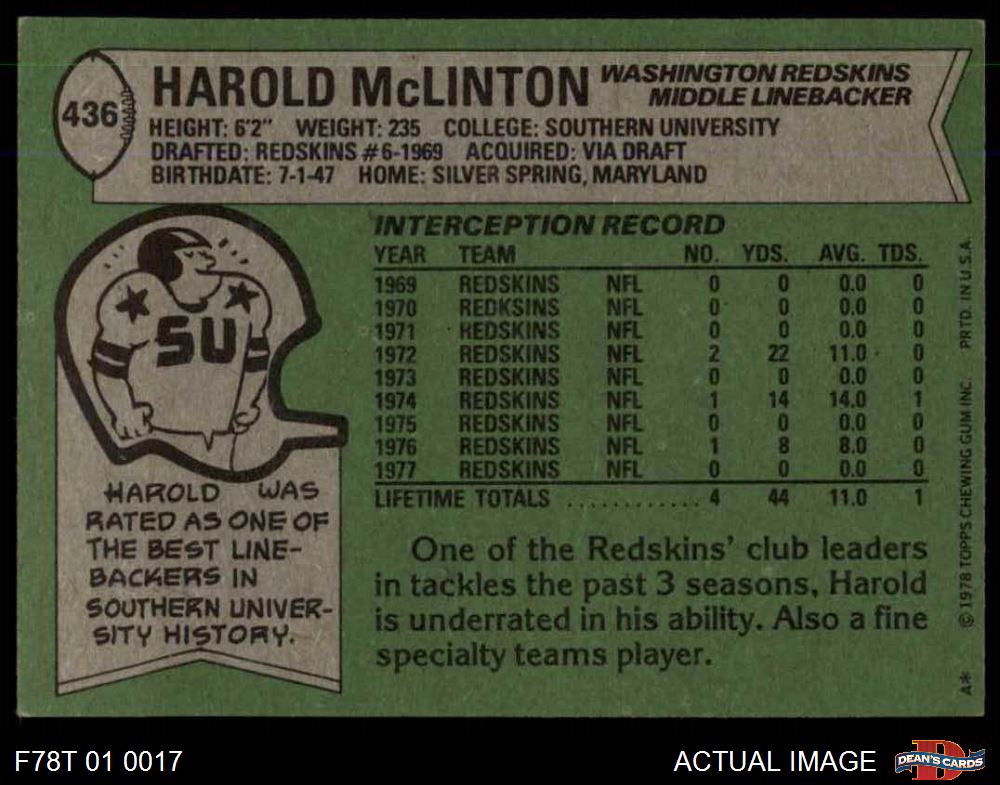 436
HAROLD McLINTON
WASHINGTON REDSKINS
MIDDLE LINEBACKER
HEIGHT: 6'2" WEIGHT: 235 COLLEGE: SOUTHERN UNIVERSITY
DRAFTED: REDSKINS #6-1969 ACQUIRED: VIA DRAFT
BIRTHDATE: 7-1-47 HOME: SILVER SPRING, MARYLAND
SU
HAROLD WAS
RATED AS ONE OF
THE BEST LINE-
BACKERS IN
SOUTHERN UNIVER-
SITY HISTORY.
INTERCEPTION RECORD
YEAR TEAM NO. YDS. AVG. TDS.
1969 REDSKINS NFL 0 0 0.0 0
1970 REDKSINS NFL 0 0 0.0 0
1971 REDSKINS NFL 0 0 0.0 0
1972 REDSKINS NFL 2 22 11.0 0
1973 REDSKINS NFL 0 0 0.0 0
1974 REDSKINS NFL 1 14 14.0 1
1975 REDSKINS NFL 0 0 0.0 0
1976 REDSKINS NFL 1 8 8.0 0
1977 REDSKINS NFL 0 0 0.0 0
LIFETIME TOTALS ............ 4 44 11.0 1
One of the Redskins' club leaders
in tackles the past 3 seasons, Harold
is underrated in his ability. Also a fine
specialty teams player.
A* © 1978 TOPPS CHEWING GUM INC. PRTD. IN U.S.A.
F78T 01 0017
ACTUAL IMAGE
DEAN'S CARDS